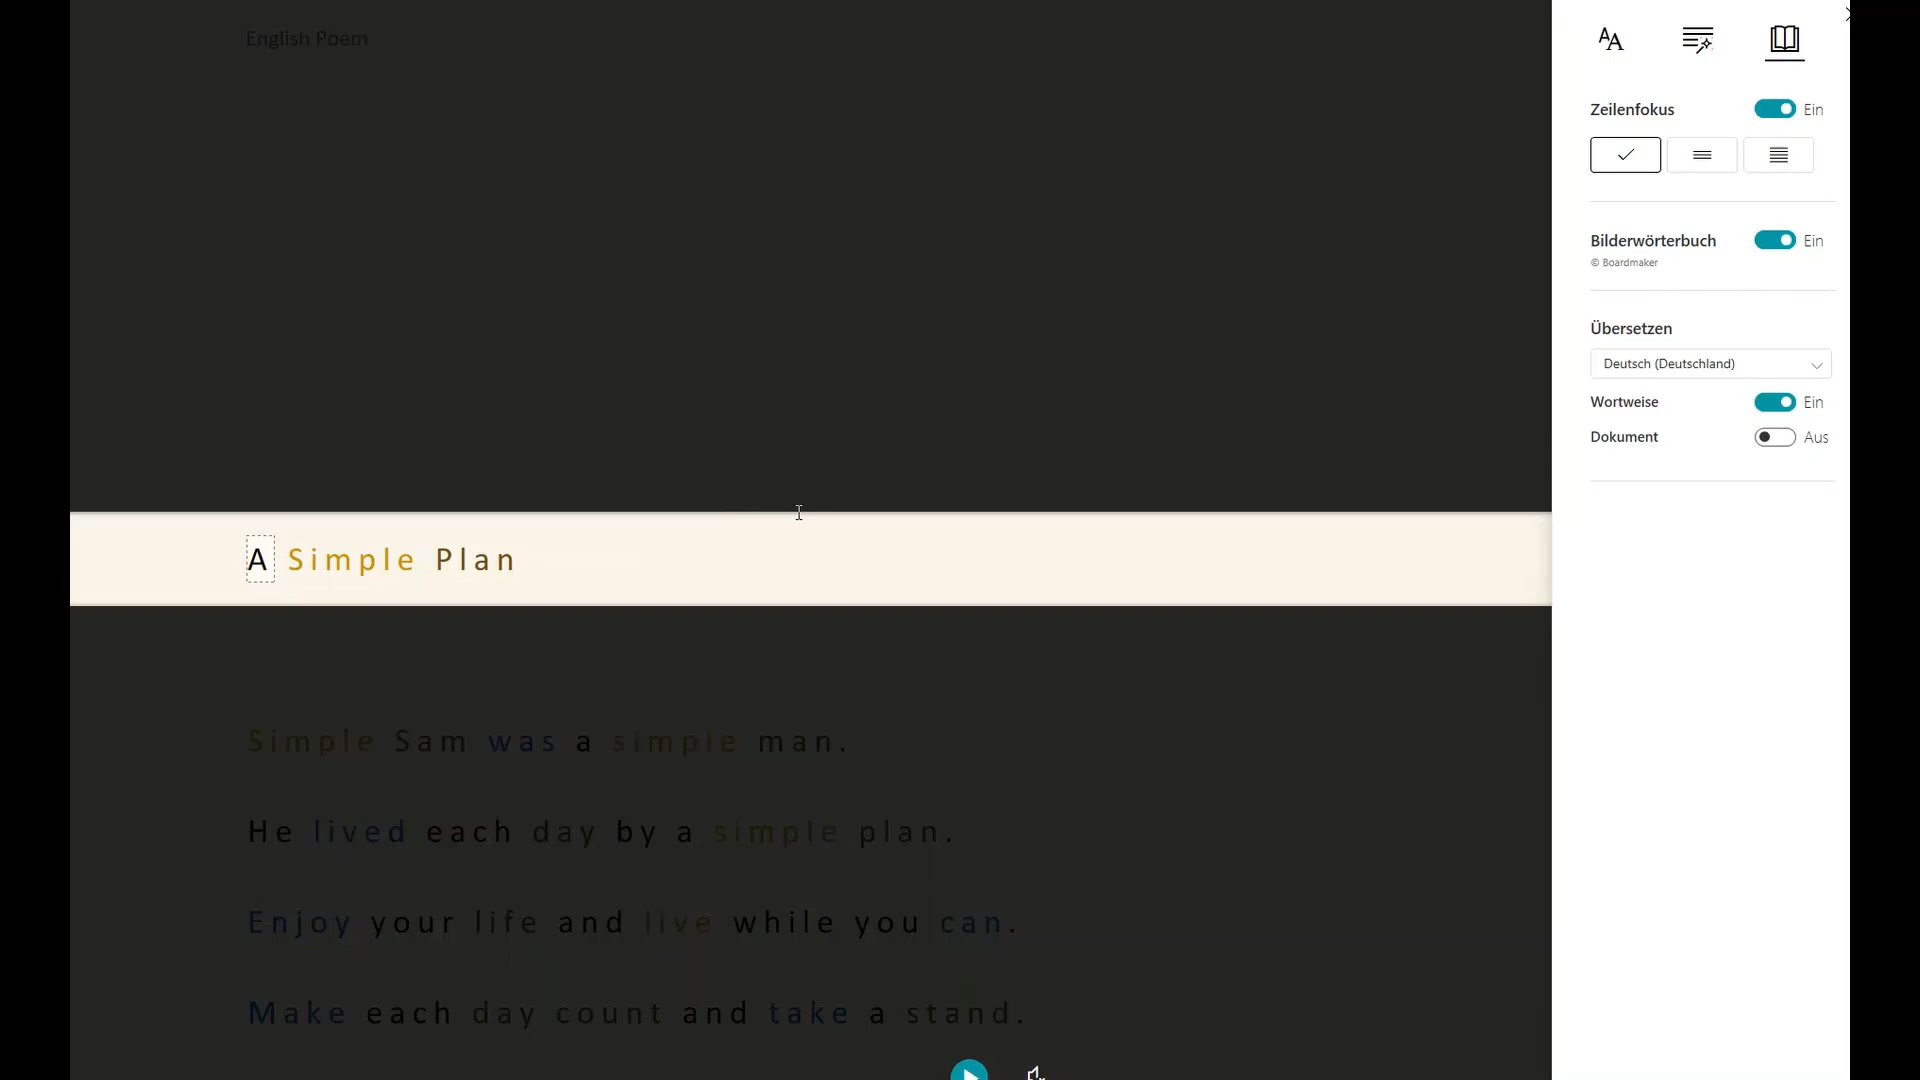 English Poem
A Simple Plan
Simple Sam was a simple man.
He lived each day by a simple plan.
Enjoy your life and live while you can.
Make each day count and take a stand.
AA
Zeilenfokus Ein
Bilderwörterbuch Ein
© Boardmaker
Übersetzen
Deutsch (Deutschland)
Wortweise Ein
Dokument Aus